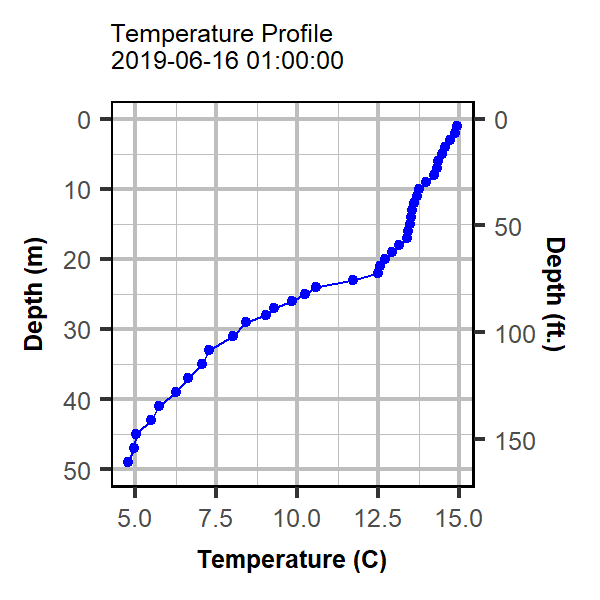 Temperature Profile
2019-06-16 01:00:00
0
10
20
30
40
50
Depth (m)
0
50
100
150
Depth (ft.)
5.0 7.5 10.0 12.5 15.0
Temperature (C)